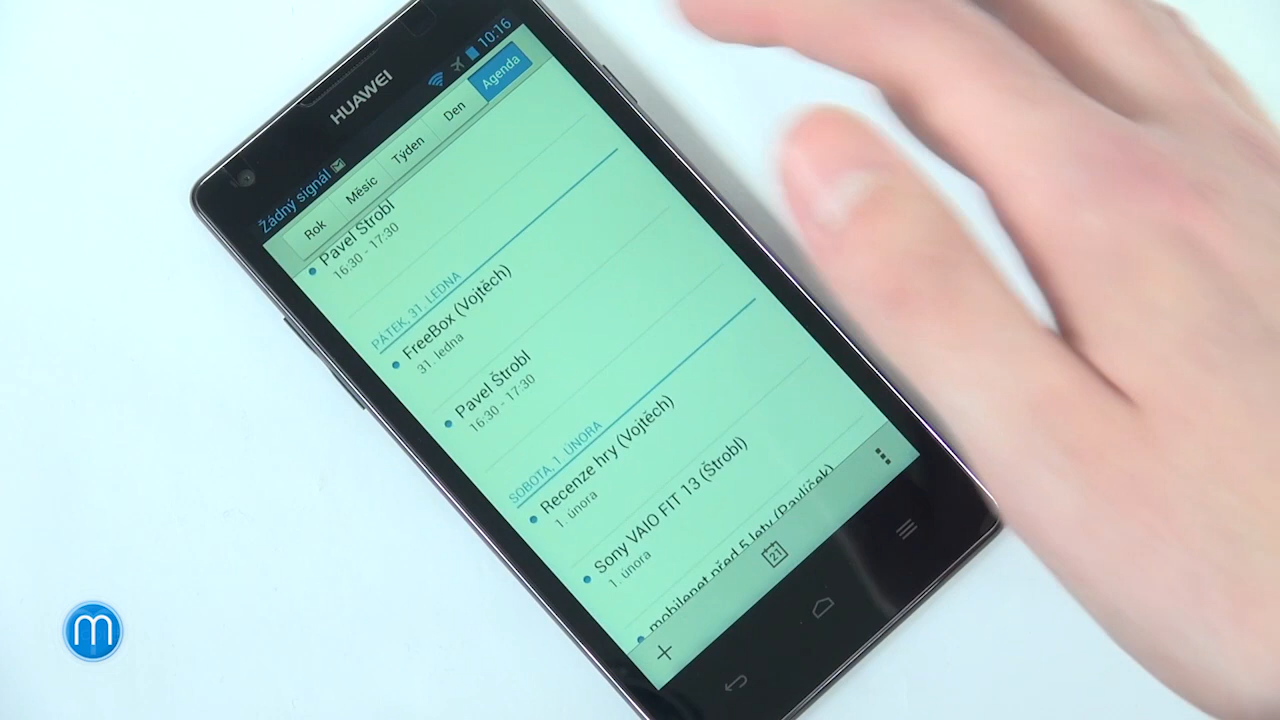 HUAWEI
Žádný signál
10:16
Rok
Měsíc
Týden
Den
Agenda
Pavel Štrobl
16:30 - 17:30
PÁTEK, 31. LEDNA
FreeBox (Vojtěch)
31. ledna
Pavel Štrobl
16:30 - 17:30
SOBOTA, 1. ÚNORA
Recenze hry (Vojtěch)
1. února
Sony VAIO FIT 13 (Štrobl)
1. února
mobilenet před 5 lety (Pavlíček)
21
m